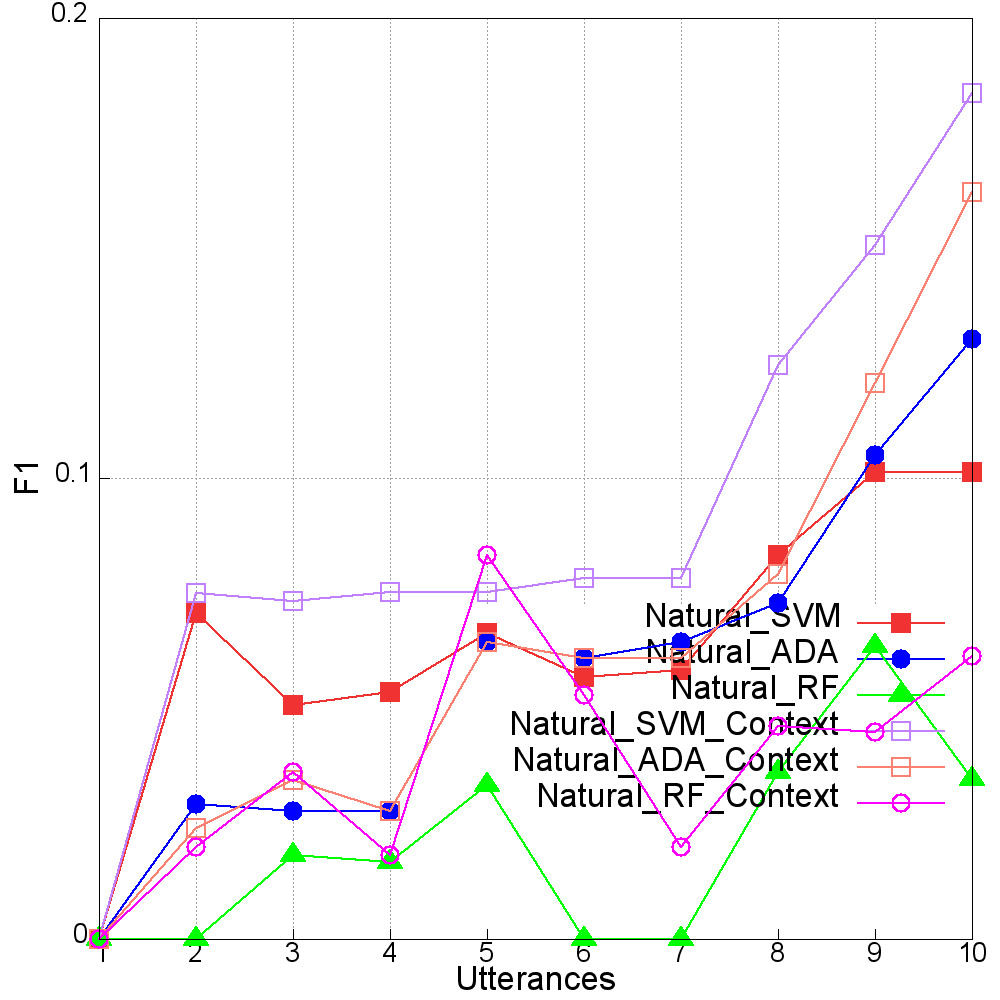 0.2
0.1
0
F1
Natural_SVM
Natural_ADA
Natural_RF
Natural_SVM_Context
Natural_ADA_Context
Natural_RF_Context
1 2 3 4 5 6 7 8 9 10
Utterances